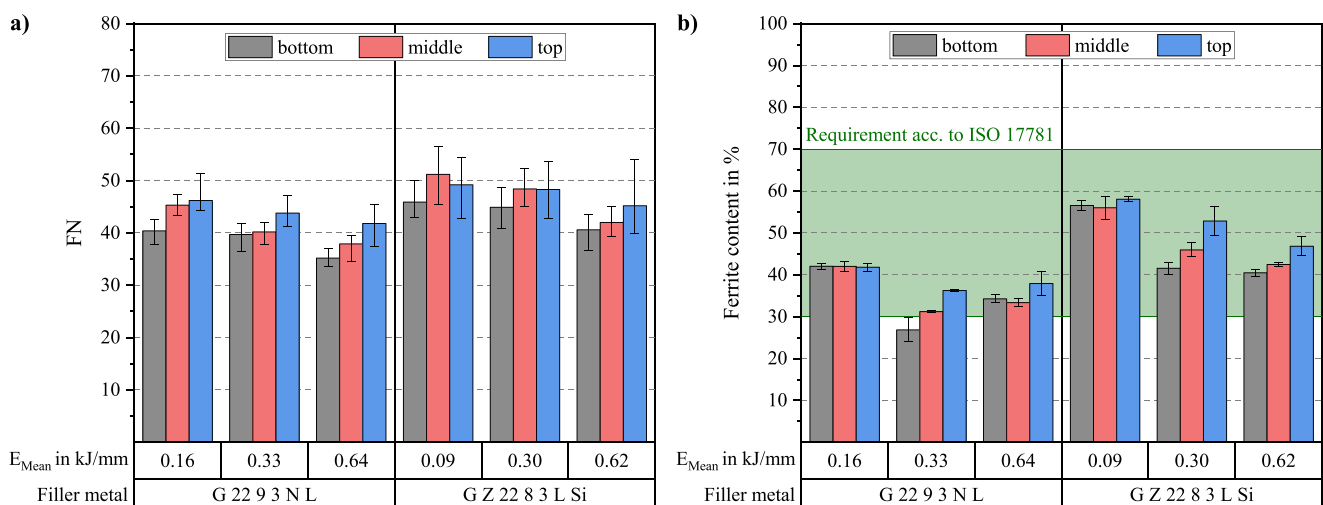 a)
80
70
60
50
40
30
20
10
FN
bottom middle top
E_Mean in kJ/mm 0.16 0.33 0.64 0.09 0.30 0.62
Filler metal G 22 9 3 N L G Z 22 8 3 L Si
b)
100
90
80
70
60
50
40
30
20
10
Ferrite content in %
bottom middle top
Requirement acc. to ISO 17781
E_Mean in kJ/mm 0.16 0.33 0.64 0.09 0.30 0.62
Filler metal G 22 9 3 N L G Z 22 8 3 L Si